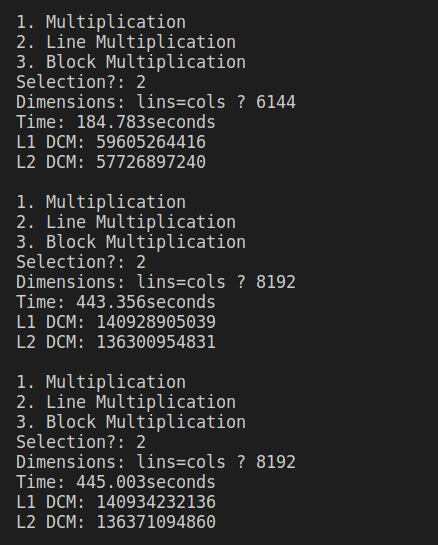 1. Multiplication
2. Line Multiplication
3. Block Multiplication
Selection?: 2
Dimensions: lins=cols ? 6144
Time: 184.783seconds
L1 DCM: 59605264416
L2 DCM: 57726897240

1. Multiplication
2. Line Multiplication
3. Block Multiplication
Selection?: 2
Dimensions: lins=cols ? 8192
Time: 443.356seconds
L1 DCM: 140928905039
L2 DCM: 136300954831

1. Multiplication
2. Line Multiplication
3. Block Multiplication
Selection?: 2
Dimensions: lins=cols ? 8192
Time: 445.003seconds
L1 DCM: 140934232136
L2 DCM: 136371094860